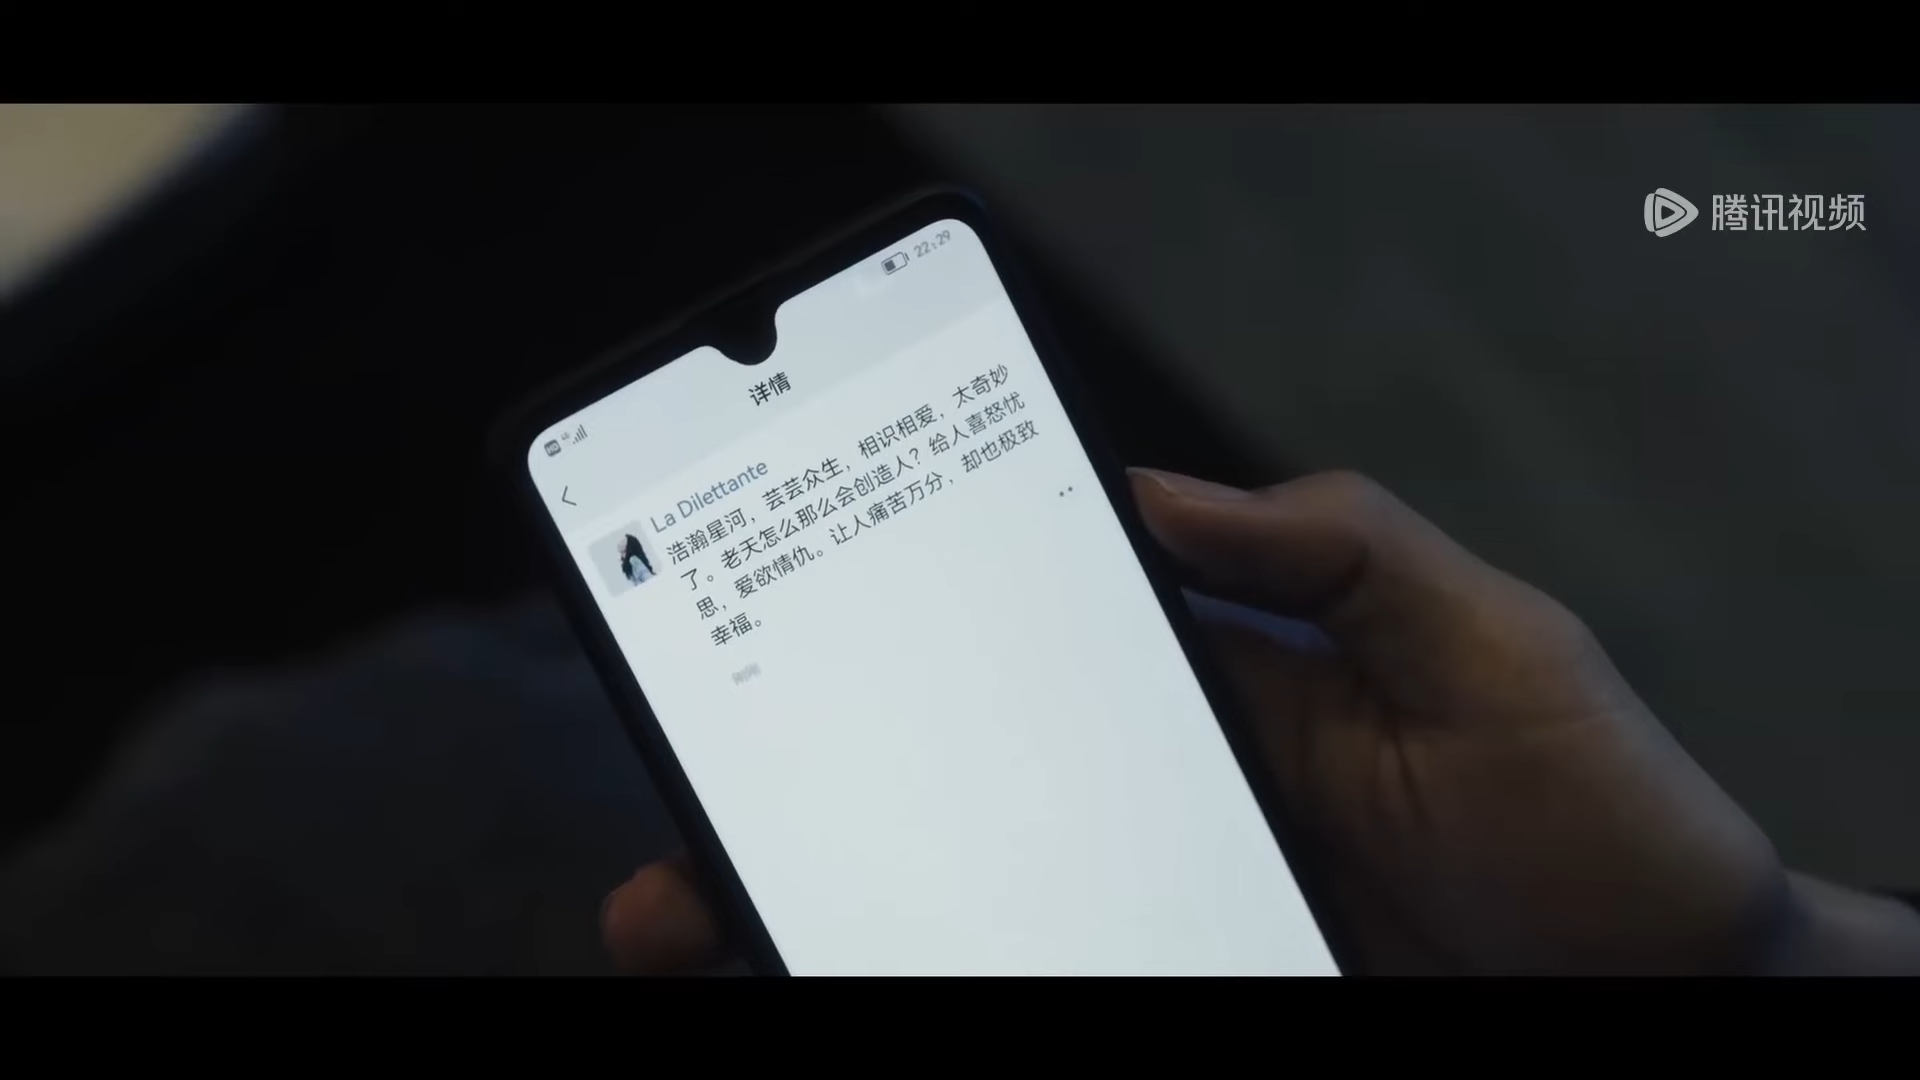 腾讯视频
22:29
详情
La Dilettante
浩瀚星河，芸芸众生，相识相爱，太奇妙
了。老天怎么那么会创造人？给人喜怒忧
思，爱欲情仇。让人痛苦万分，却也极致
幸福。
刚刚